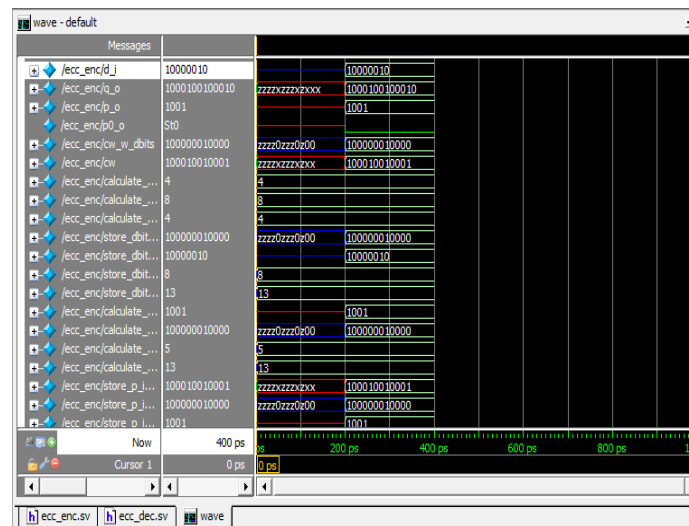 wave - default
Messages
/ecc_enc/d_i 10000010 10000010
/ecc_enc/q_o 1000100100010 zzzzxzzzxzxxx 1000100100010
/ecc_enc/p_o 1001 1001
/ecc_enc/p0_o St0
/ecc_enc/cw_w_dbits 100000010000 zzzz0zzz0z00 100000010000
/ecc_enc/cw 100010010001 zzzzxzzzxzxx 100010010001
/ecc_enc/calculate_... 4 4
/ecc_enc/calculate_... 8 8
/ecc_enc/calculate_... 4 4
/ecc_enc/store_dbit... 100000010000 zzzz0zzz0z00 100000010000
/ecc_enc/store_dbit... 10000010 10000010
/ecc_enc/store_dbit... 8 8
/ecc_enc/store_dbit... 13 13
/ecc_enc/calculate_... 1001 1001
/ecc_enc/calculate_... 100000010000 zzzz0zzz0z00 100000010000
/ecc_enc/calculate_... 5 5
/ecc_enc/calculate_... 13 13
/ecc_enc/store_p_i... 100010010001 zzzzxzzzxzxx 100010010001
/ecc_enc/store_p_i... 100000010000 zzzz0zzz0z00 100000010000
/ecc_enc/store_p_i... 1001 1001
Now 400 ps ps 200 ps 400 ps 600 ps 800 ps
Cursor 1 0 ps 0 ps
ecc_enc.sv ecc_dec.sv wave